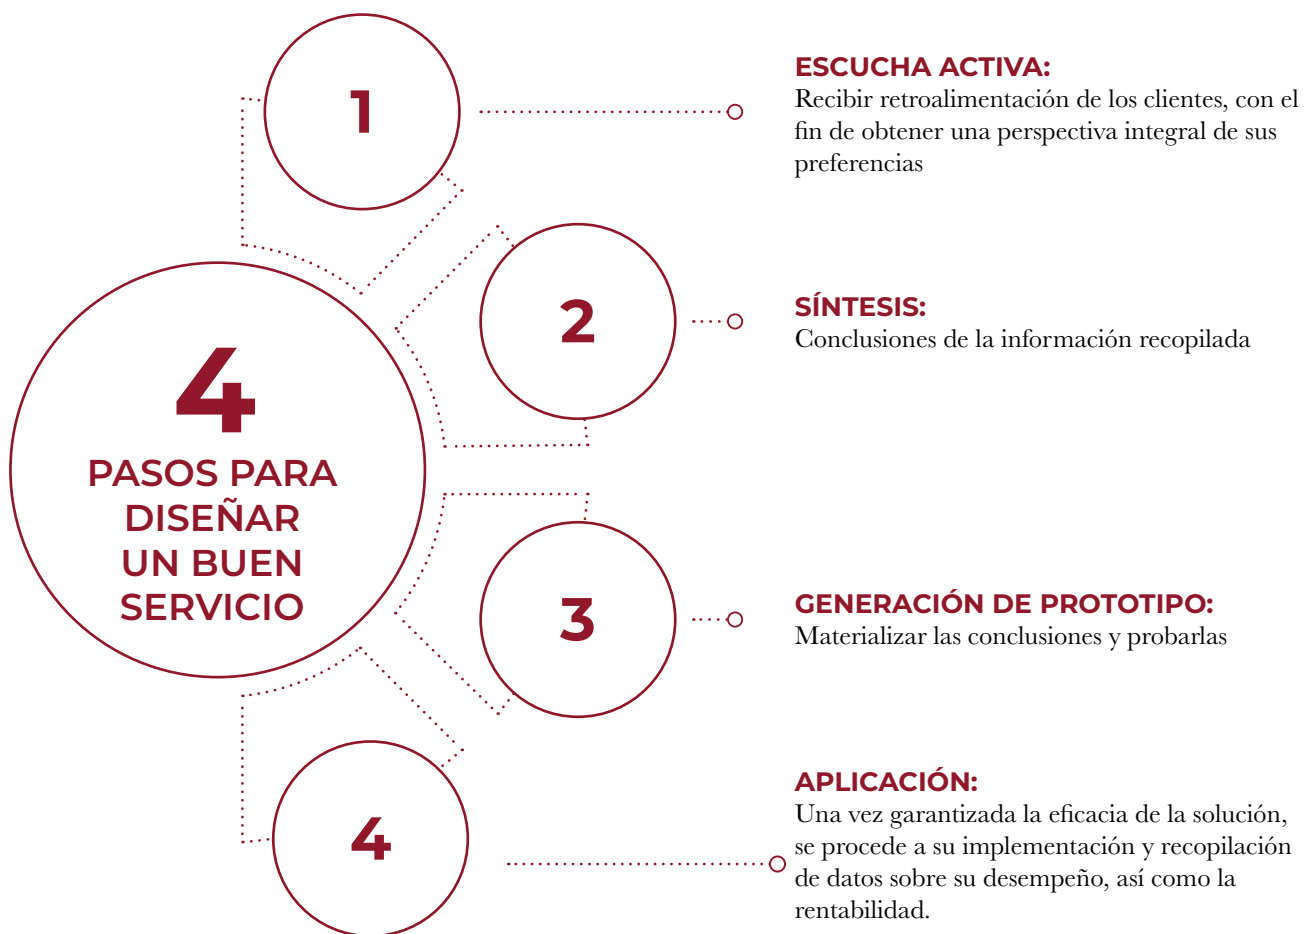 4
PASOS PARA
DISEÑAR
UN BUEN
SERVICIO
1
ESCUCHA ACTIVA:
Recibir retroalimentación de los clientes, con el
fin de obtener una perspectiva integral de sus
preferencias
2
SÍNTESIS:
Conclusiones de la información recopilada
3
GENERACIÓN DE PROTOTIPO:
Materializar las conclusiones y probarlas
4
APLICACIÓN:
Una vez garantizada la eficacia de la solución,
se procede a su implementación y recopilación
de datos sobre su desempeño, así como la
rentabilidad.